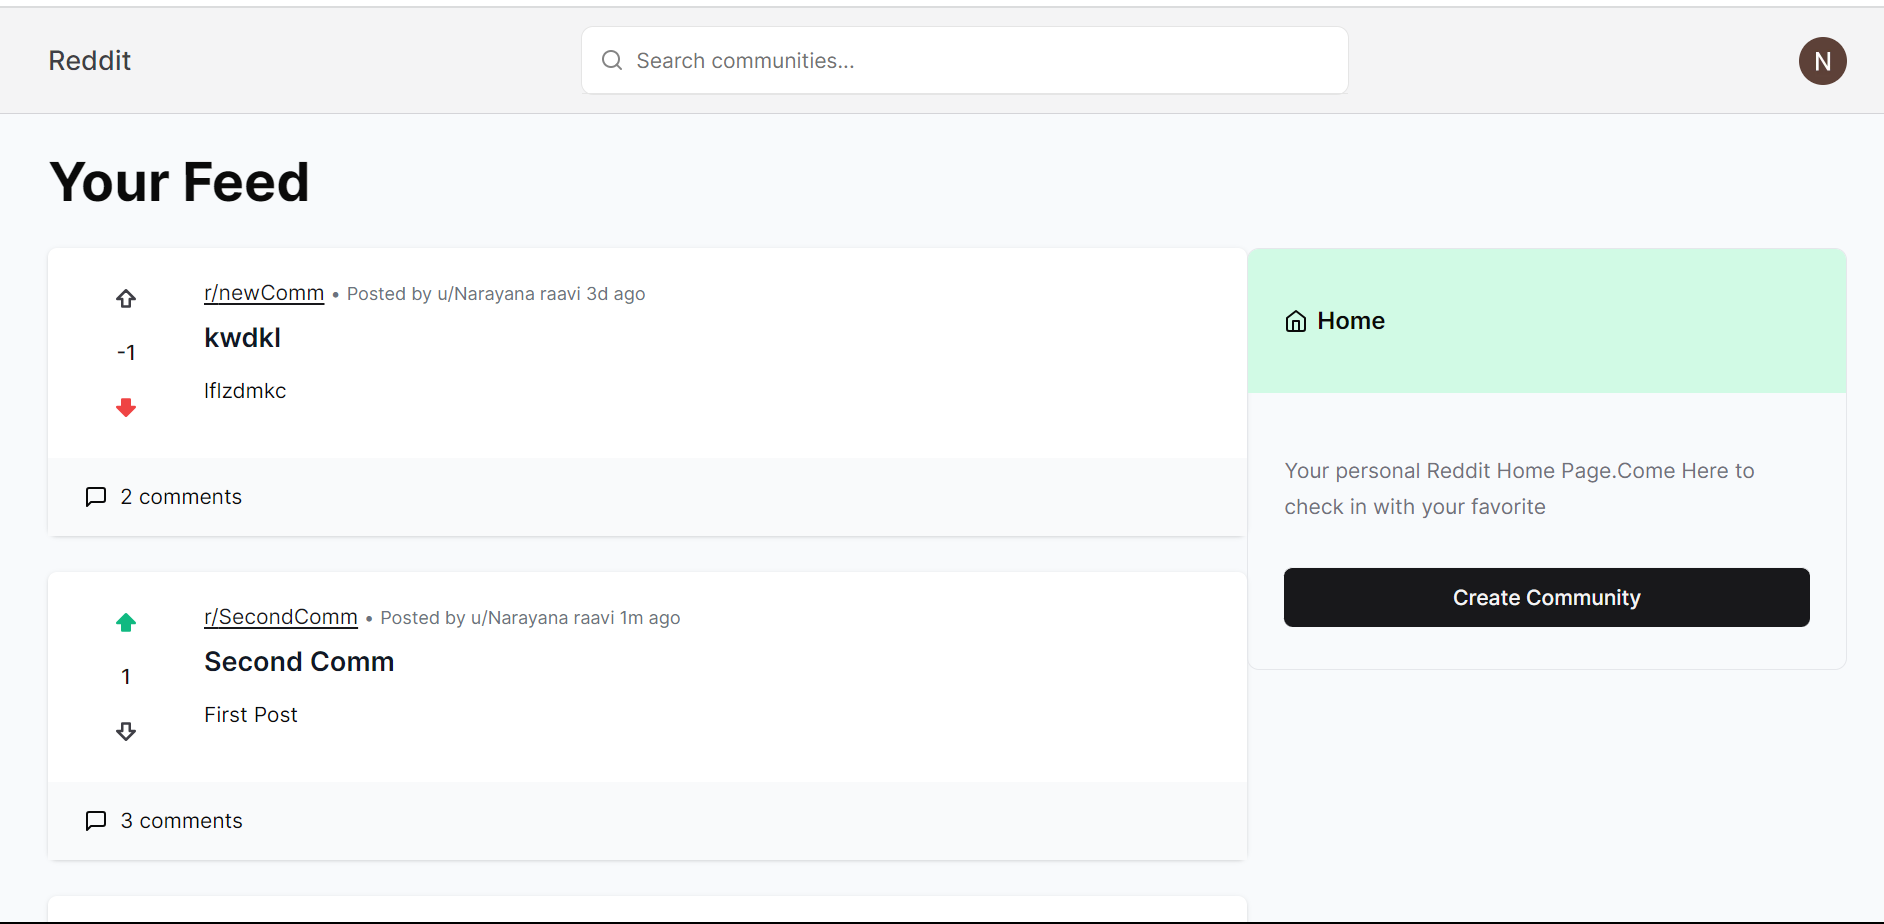 Reddit
Search communities...
N
Your Feed
r/newComm • Posted by u/Narayana raavi 3d ago
kwdkl
-1
lflzdmkc
2 comments
r/SecondComm • Posted by u/Narayana raavi 1m ago
Second Comm
1
First Post
3 comments
Home
Your personal Reddit Home Page.Come Here to
check in with your favorite
Create Community